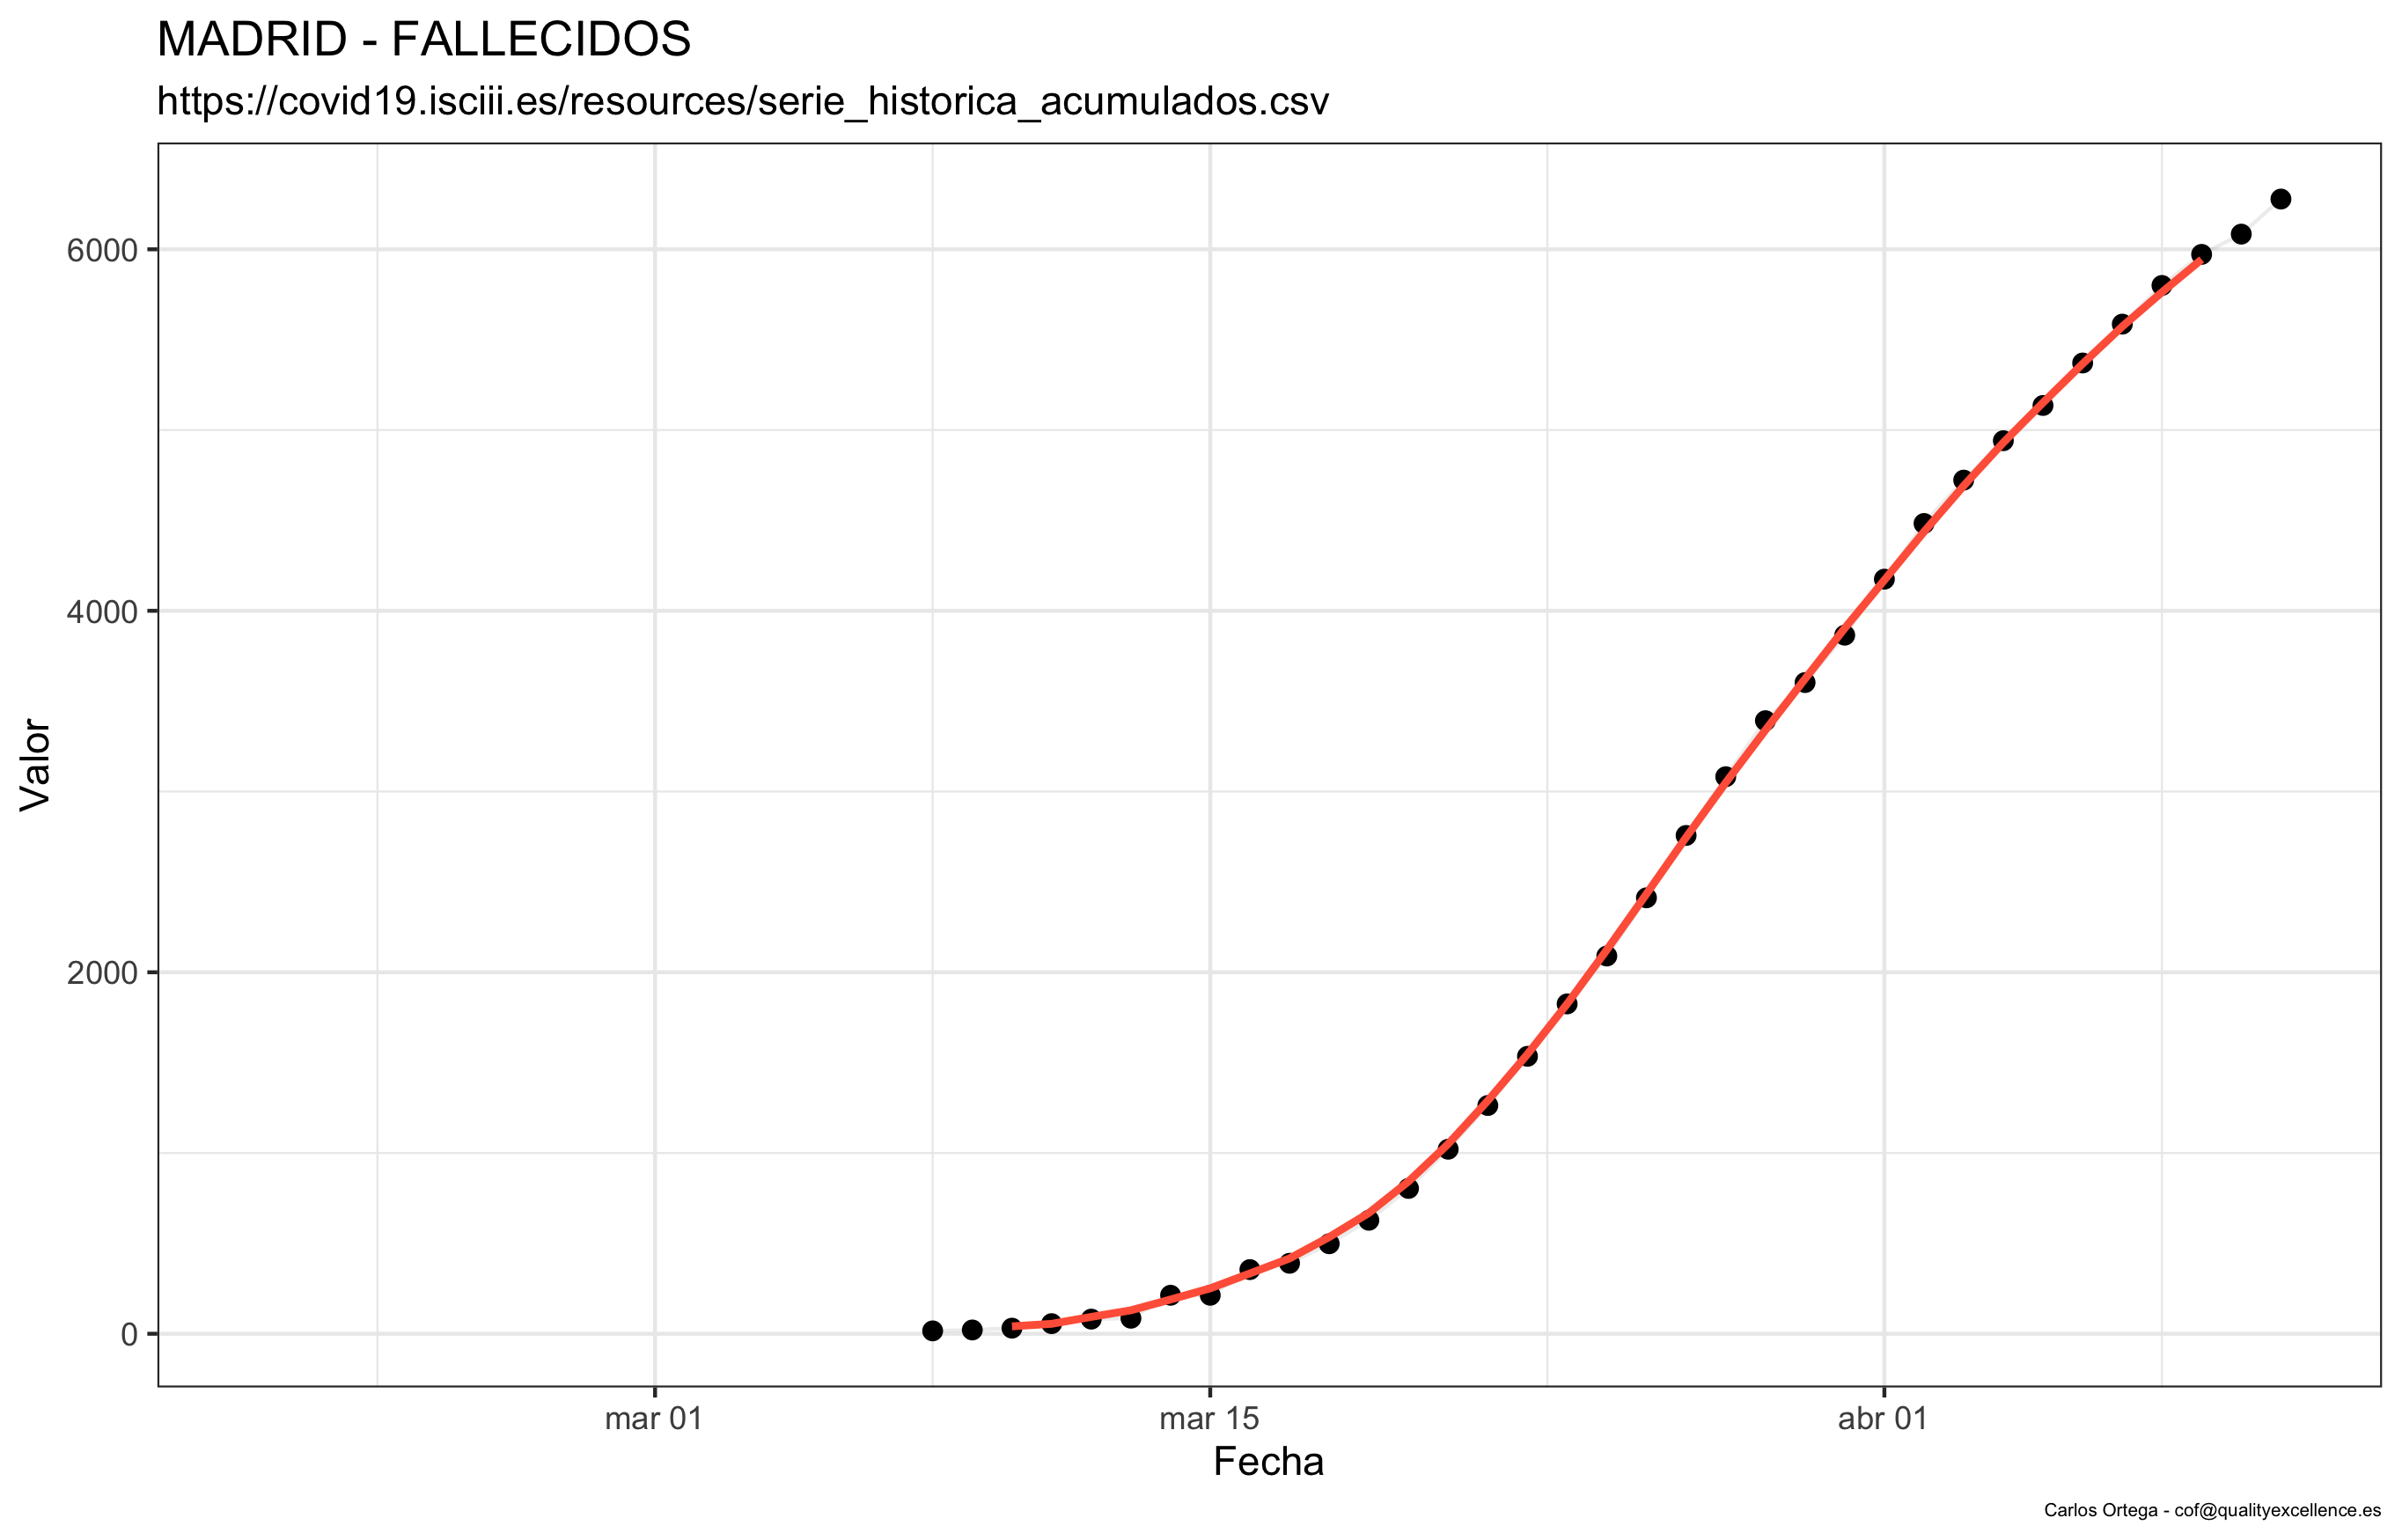 MADRID - FALLECIDOS
https://covid19.isciii.es/resources/serie_historica_acumulados.csv
Valor
6000
4000
2000
0
mar 01
mar 15
abr 01
Fecha
Carlos Ortega - cof@qualityexcellence.es